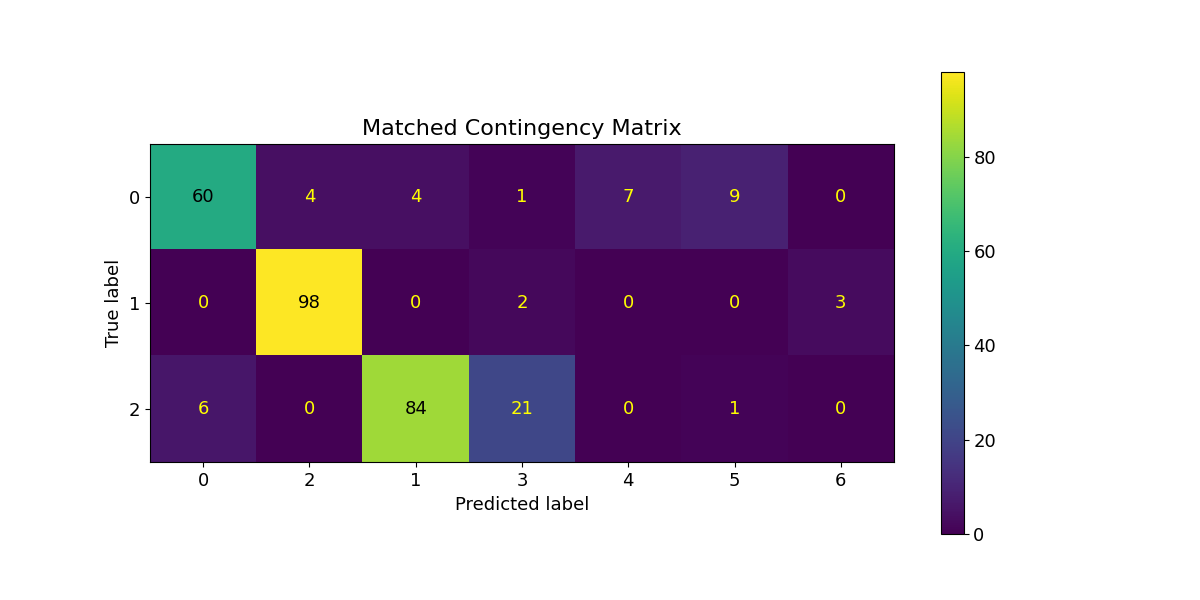 Matched Contingency Matrix
0 60 4 4 1 7 9 0
1 0 98 0 2 0 0 3
2 6 0 84 21 0 1 0
0 2 1 3 4 5 6
Predicted label
True label
80
60
40
20
0